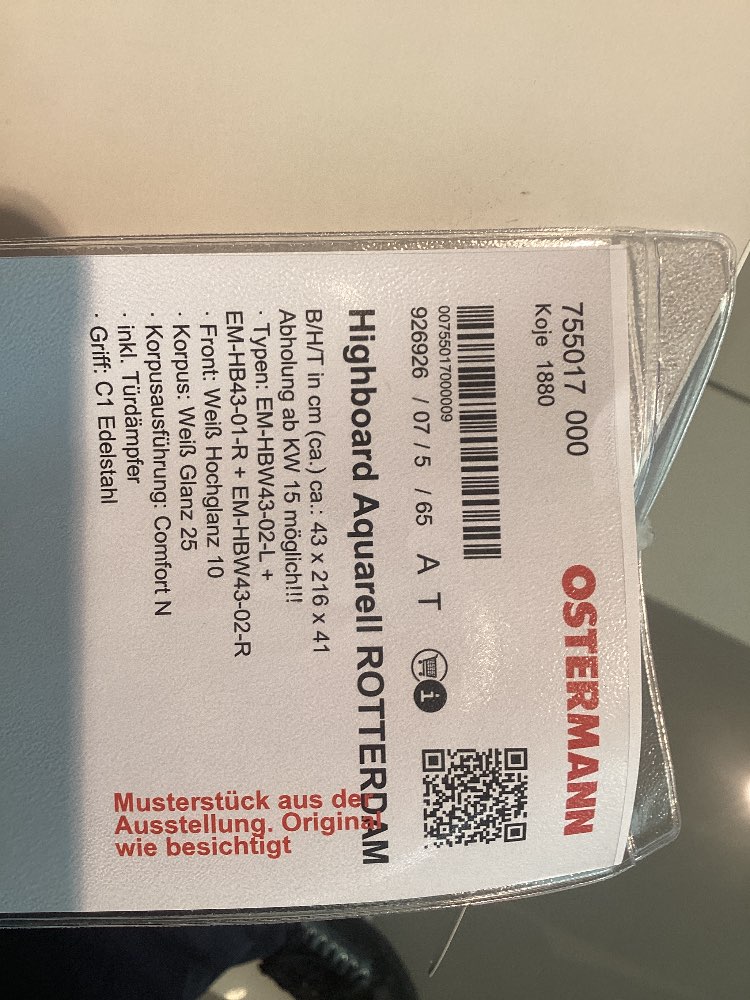 755017 000
Koje 1880
OSTERMANN
00755017000009
926926 / 07 / 5 / 65 A T
i
Highboard Aquarell ROTTERDAM
B/H/T in cm (ca.) ca.: 43 x 216 x 41
Abholung ab KW 15 möglich!!!
· Typen: EM-HBW43-02-L +
EM-HB43-01-R + EM-HBW43-02-R
· Front: Weiß Hochglanz 10
· Korpus: Weiß Glanz 25
· Korpusausführung: Comfort N
· inkl. Türdämpfer
· Griff: C1 Edelstahl
Musterstück aus der
Ausstellung. Original
wie besichtigt